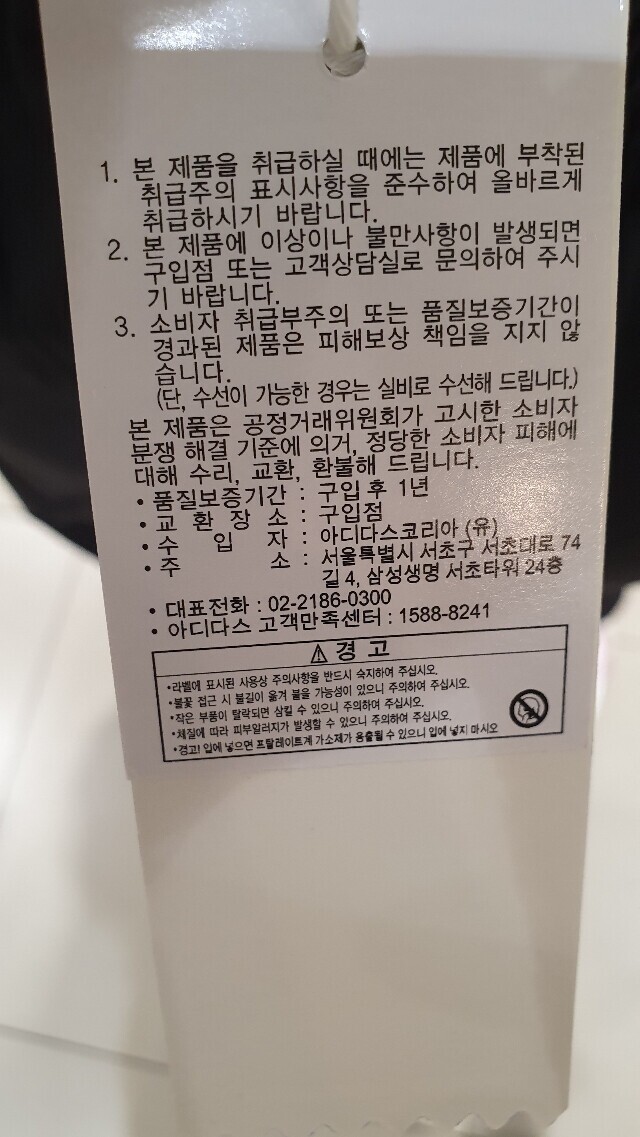 1. 본 제품을 취급하실 때에는 제품에 부착된
취급주의 표시사항을 준수하여 올바르게
취급하시기 바랍니다.
2. 본 제품에 이상이나 불만사항이 발생되면
구입점 또는 고객상담실로 문의하여 주시
기 바랍니다.
3. 소비자 취급부주의 또는 품질보증기간이
경과된 제품은 피해보상 책임을 지지 않
습니다.
(단, 수선이 가능한 경우는 실비로 수선해 드립니다.)
본 제품은 공정거래위원회가 고시한 소비자
분쟁 해결 기준에 의거, 정당한 소비자 피해에
대해 수리, 교환, 환불해 드립니다.
• 품질보증기간 : 구입 후 1년
• 교 환 장 소 : 구입점
• 수 입 자 : 아디다스코리아 (유)
• 주 소 : 서울특별시 서초구 서초대로 74
길 4, 삼성생명 서초타워 24층
• 대표전화 : 02-2186-0300
• 아디다스 고객만족센터 : 1588-8241
⚠ 경 고
•라벨에 표시된 사용상 주의사항을 반드시 숙지하여 주십시오.
•불꽃 접근 시 불길이 옮겨 붙을 가능성이 있으니 주의하여 주십시오.
•작은 부품이 탈락되면 삼킬 수 있으니 주의하여 주십시오.
•체질에 따라 피부알러지가 발생할 수 있으니 주의하여 주십시오.
•경고! 입에 넣으면 프탈레이트계 가소제가 용출될 수 있으니 입에 넣지 마시오